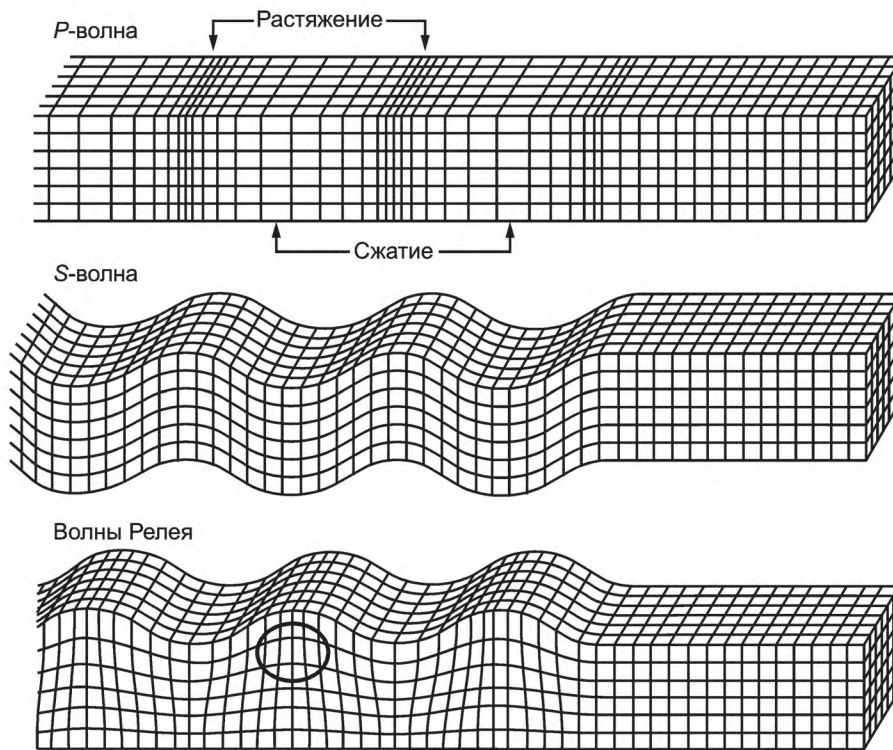 P-волна
Растяжение
Сжатие
S-волна
Волны Релея